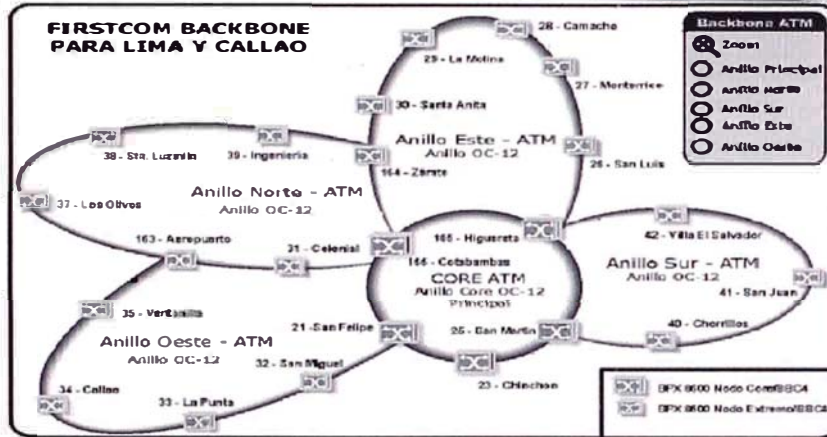 FIRSTCOM BACKBONE
PARA LIMA Y CALLAO
Backbone ATM
Zoom
Anillo Principal
Anillo Norte
Anillo Sur
Anillo Este
Anillo Oeste
28 - Camacho
29 - La Molina
27 - Monterrico
30 - Santa Anita
Anillo Este - ATM
Anillo OC-12
26 - San Luis
164 - Zárate
38 - Sta. Luzmila
39 - Ingenieria
Anillo Norte - ATM
Anillo OC-12
37 - Los Olivos
163 - Aeropuerto
31 - Colonial
165 - Higuereta
166 - Cotabambas
CORE ATM
Anillo Core OC-12
Principal
42 - Villa El Salvador
Anillo Sur - ATM
Anillo OC-12
41 - San Juan
40 - Chorrillos
35 - Ventanilla
21 - San Felipe
25 - San Martin
Anillo Oeste - ATM
Anillo OC-12
32 - San Miguel
23 - Chinchon
34 - Callao
33 - La Punta
BPX 8600 Nodo Core/BBC4
BPX 8600 Nodo Extremo/BBC4